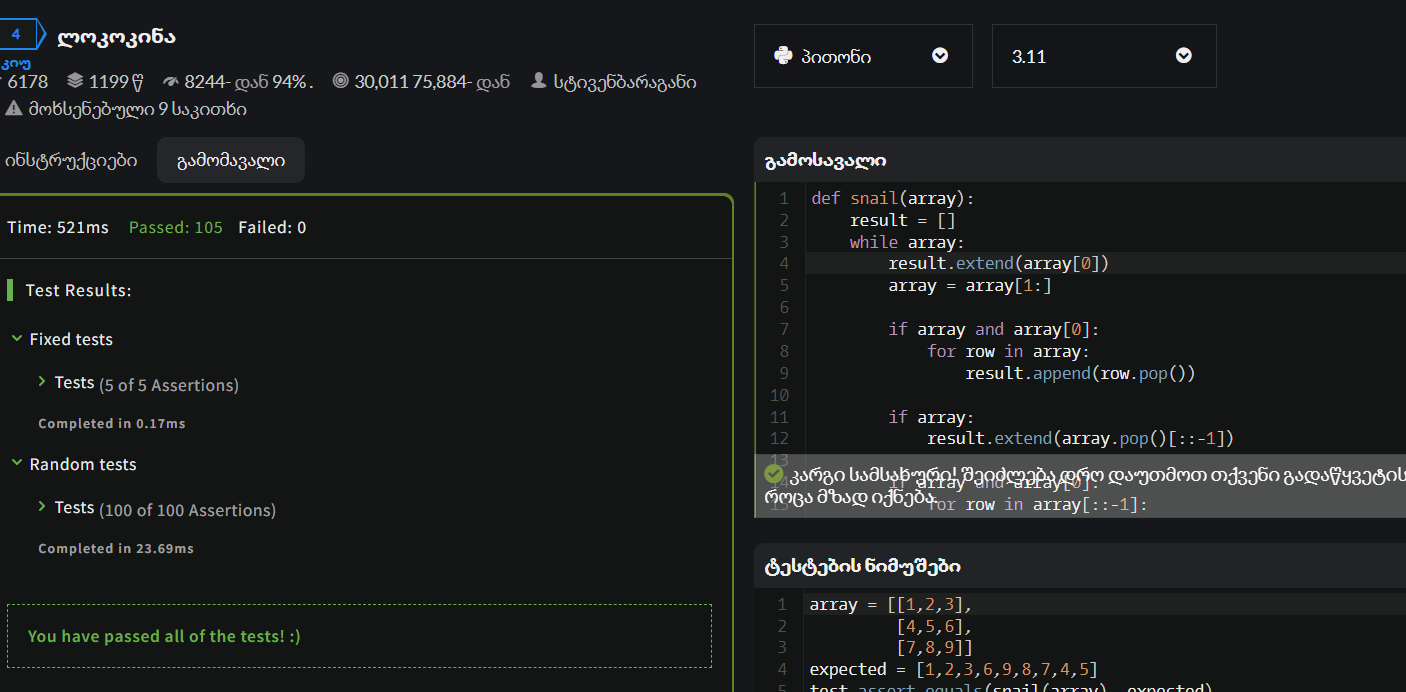 4 ლოკოკინა
კიუ
6178 1199 წ 8244- დან 94% . 30,011 75,884- დან სტივენბარაგანი
მოხსენებული 9 საკითხი
ინსტრუქციები გამომავალი
Time: 521ms Passed: 105 Failed: 0
Test Results:
Fixed tests
Tests (5 of 5 Assertions)
Completed in 0.17ms
Random tests
Tests (100 of 100 Assertions)
Completed in 23.69ms
You have passed all of the tests! :)
პითონი 3.11
გამოსავალი
1 def snail(array):
2 result = []
3 while array:
4 result.extend(array[0])
5 array = array[1:]
6
7 if array and array[0]:
8 for row in array:
9 result.append(row.pop())
10
11 if array:
12 result.extend(array.pop()[::-1])
13
14 if array and array[0]:
15 for row in array[::-1]:
კარგი სამსახური! შეიძლება დრო დაუთმოთ თქვენი გადაწყვეტის
როცა მზად იქნება.
ტესტების ნიმუშები
1 array = [[1,2,3],
2 [4,5,6],
3 [7,8,9]]
4 expected = [1,2,3,6,9,8,7,4,5]
5 test.assert_equals(snail(array), expected)